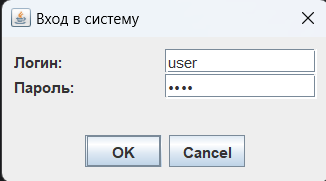 Вход в систему
Логин: user
Пароль: ••••
OK Cancel